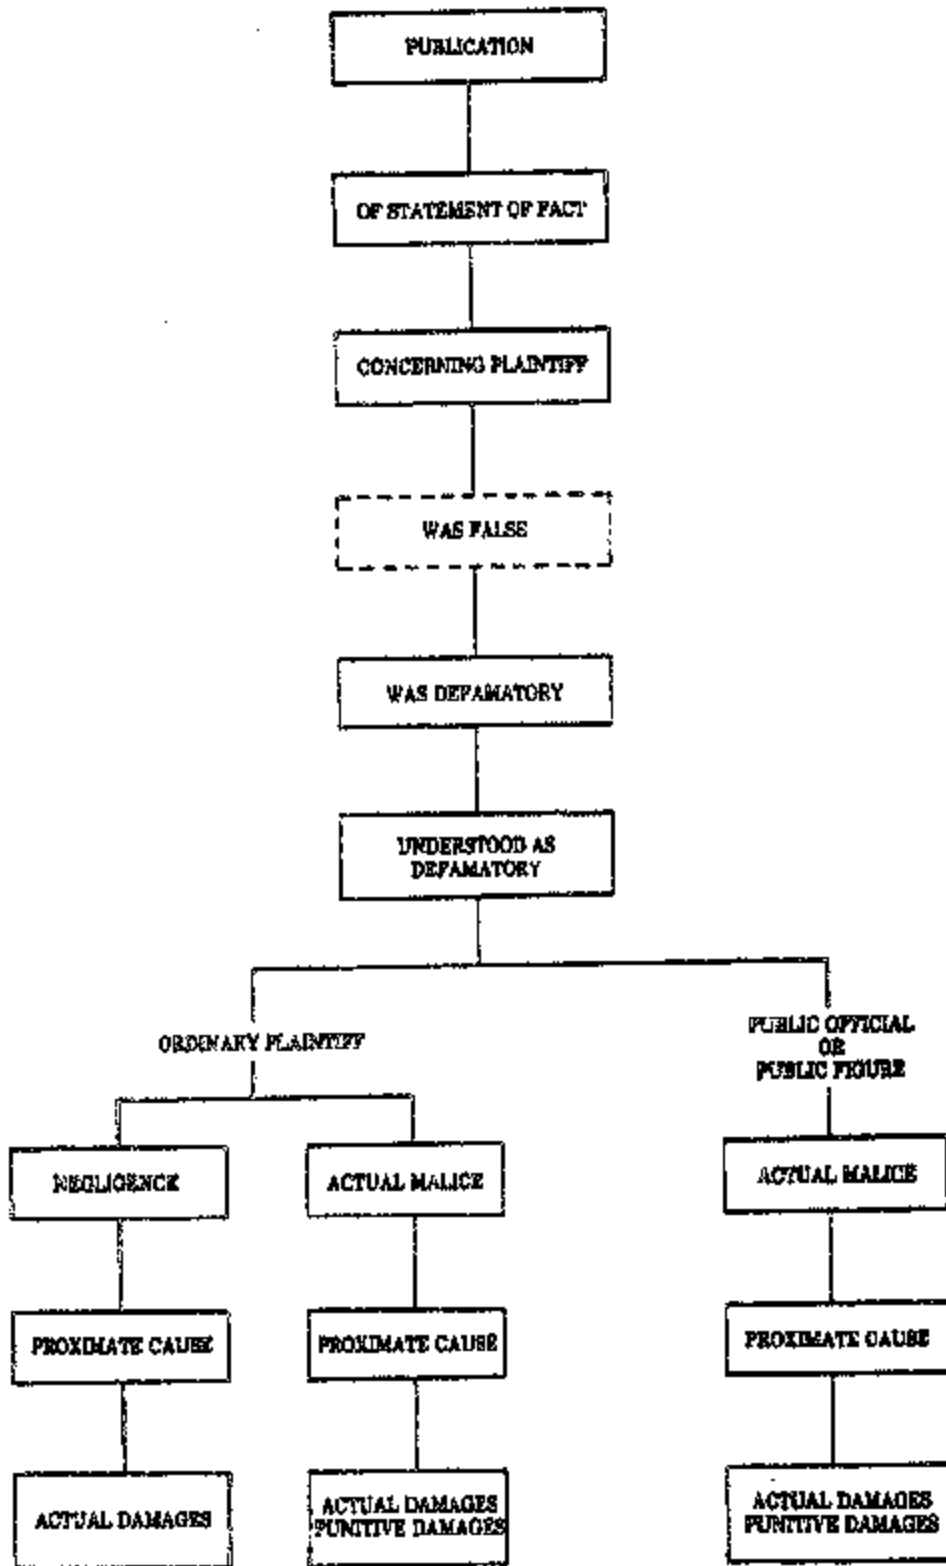 PUBLICATION
OF STATEMENT OF FACT
CONCERNING PLAINTIFF
WAS FALSE
WAS DEFAMATORY
UNDERSTOOD AS
DEFAMATORY
ORDINARY PLAINTIFF
PUBLIC OFFICIAL
OR
PUBLIC FIGURE
NEGLIGENCE
ACTUAL MALICE
ACTUAL MALICE
PROXIMATE CAUSE
PROXIMATE CAUSE
PROXIMATE CAUSE
ACTUAL DAMAGES
ACTUAL DAMAGES
PUNITIVE DAMAGES
ACTUAL DAMAGES
PUNITIVE DAMAGES